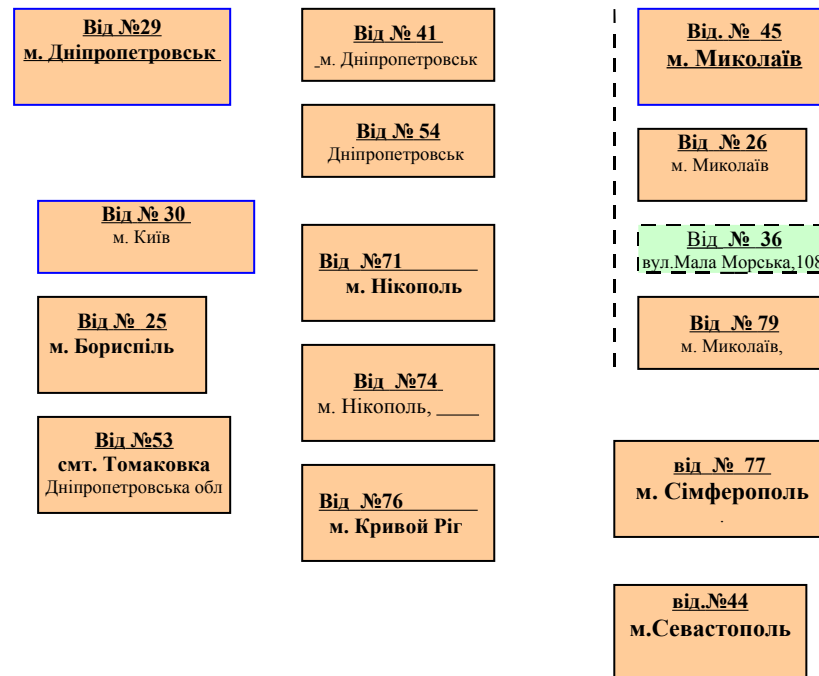 Від №29
м. Дніпропетровськ
Від № 30
м. Київ
Від № 25
м. Бориспіль
Від №53
смт. Томаковка
Дніпропетровська обл
Від № 41
_м. Дніпропетровськ
Від № 54
Дніпропетровськ
Від №71
м. Нікополь
Від №74
м. Нікополь, ____
Від №76
м. Кривой Ріг
Від. № 45
м. Миколаїв
Від № 26
м. Миколаїв
Від № 36
вул.Мала Морська,108
Від № 79
м. Миколаїв,
від № 77
м. Сімферополь
.
від.№44
м.Севастополь